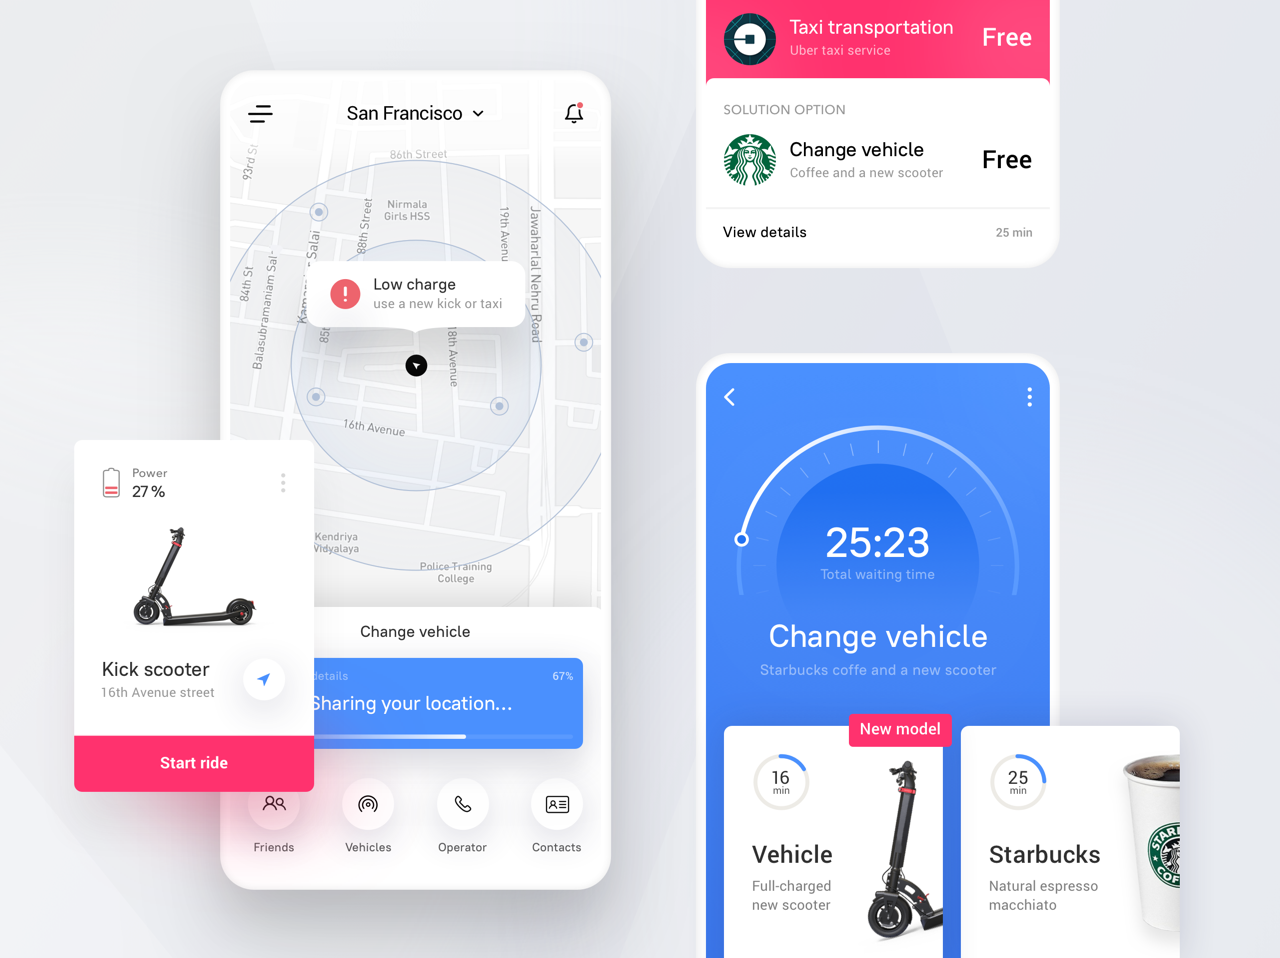 San Francisco
86th Street
93rd St
Nirmala
Girls HSS
88th Street
19th Avenu
Jawaharlal Nehru Road
Salai
84th St
Balasubramaniam Sal-
85t
Low charge
use a new kick or taxi
18th Avenue
16th Avenue
Kendriya
Vidyalaya
Police Training
College
Power
27 %
Kick scooter
16th Avenue street
Start ride
Change vehicle
details
67%
Sharing your location...
Friends
Vehicles
Operator
Contacts
Taxi transportation
Uber taxi service
Free
SOLUTION OPTION
Change vehicle
Coffee and a new scooter
Free
View details
25 min
25:23
Total waiting time
Change vehicle
Starbucks coffe and a new scooter
New model
16
min
Vehicle
Full-charged
new scooter
25
min
Starbucks
Natural espresso
macchiato
STAR
COF